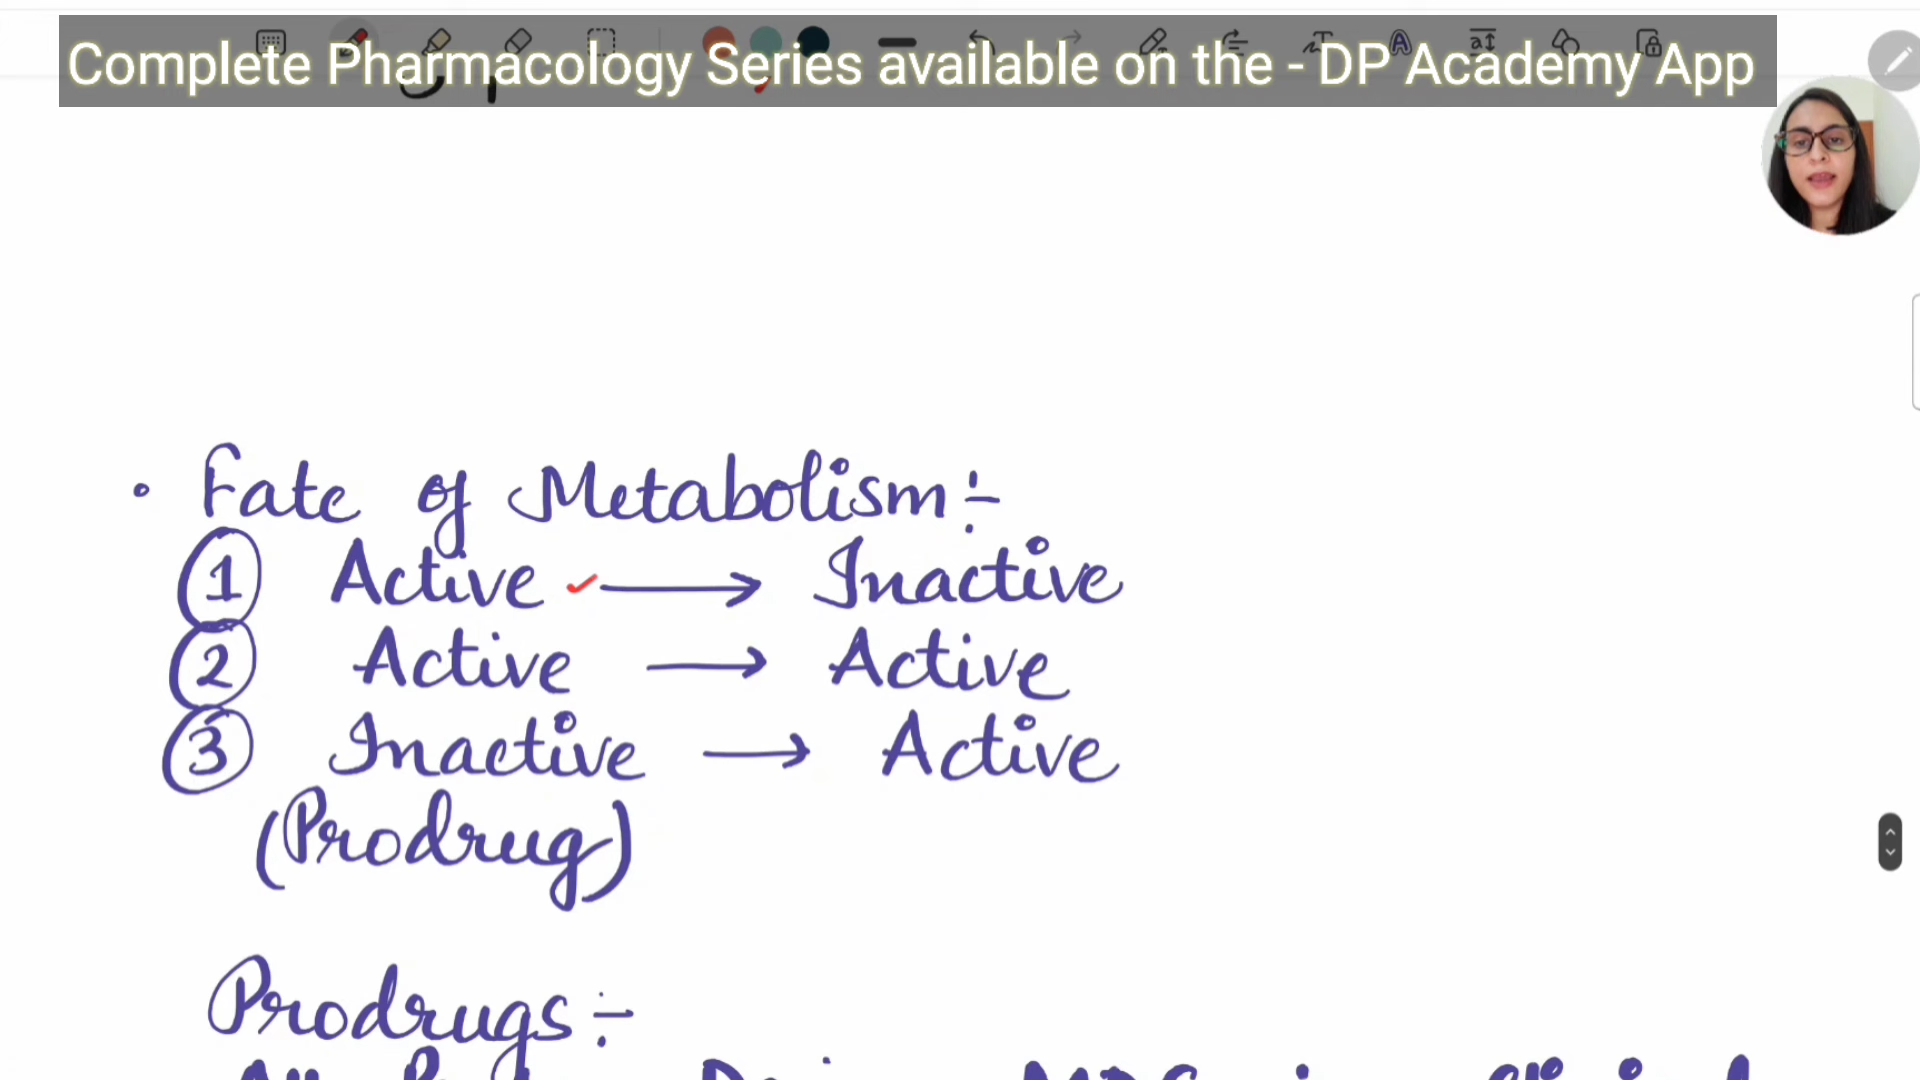 Complete Pharmacology Series available on the - DP Academy App
• Fate of Metabolism :-
① Active ✓→ Inactive
② Active → Active
③ Inactive → Active
(Prodrug)
Prodrugs :-